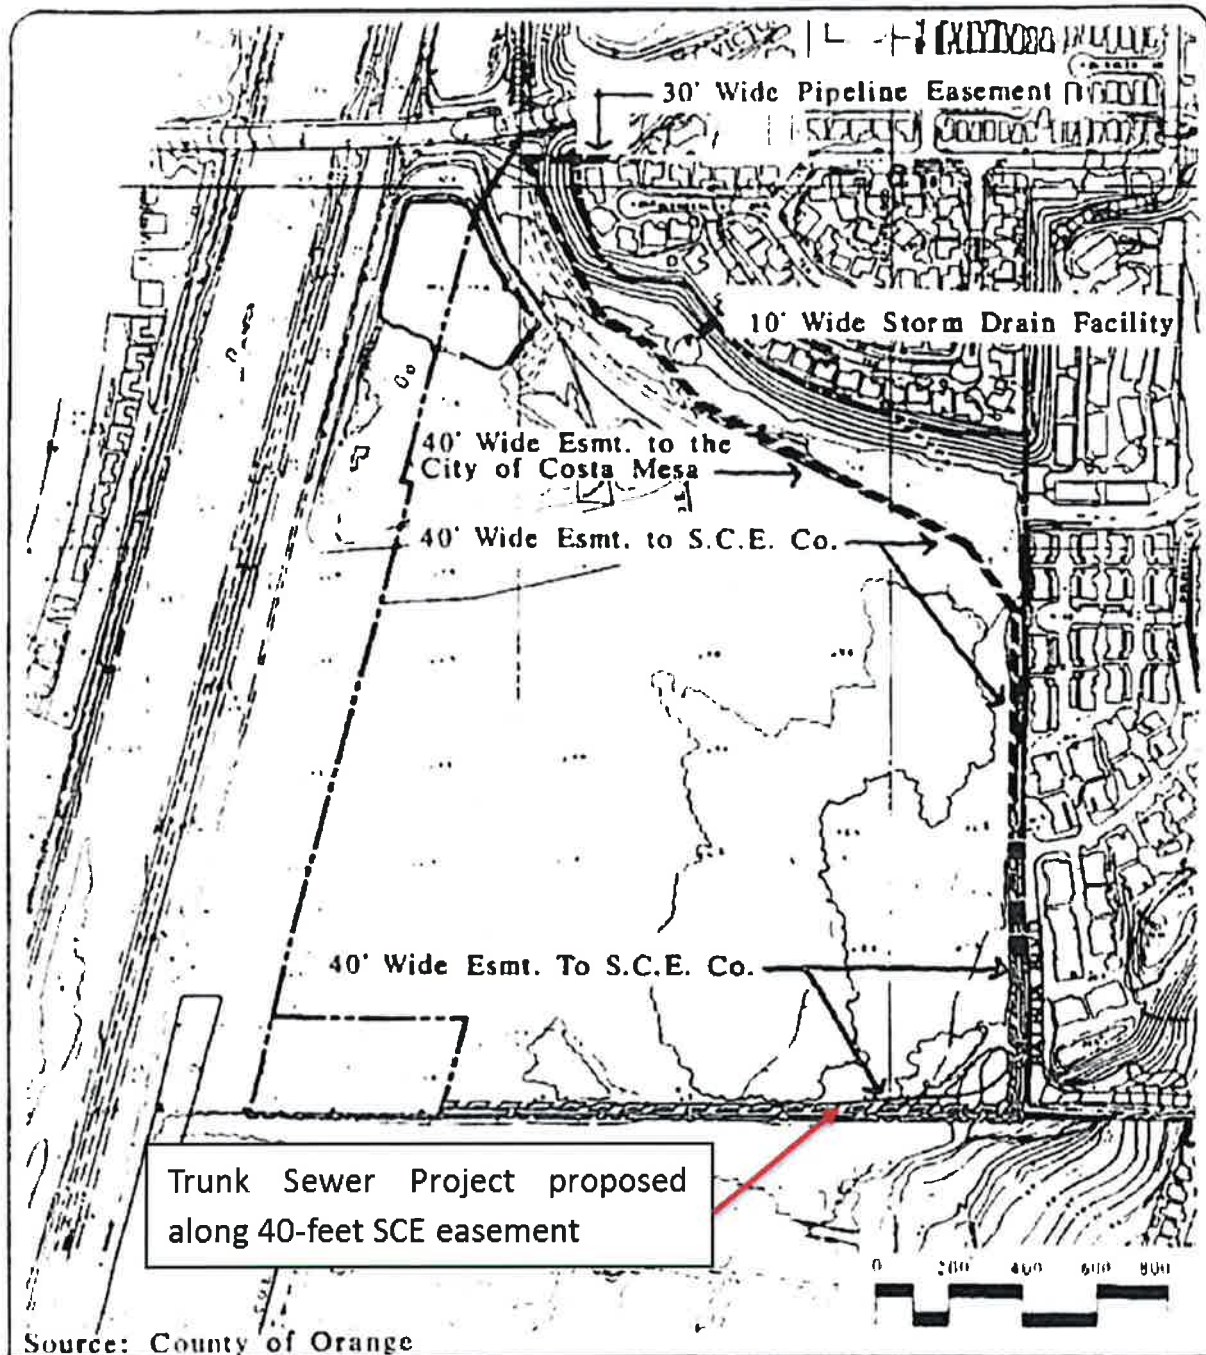 30' Wide Pipeline Easement
10' Wide Storm Drain Facility
40' Wide Esmt. to the
City of Costa Mesa
40' Wide Esmt. to S.C.E. Co.
40' Wide Esmt. To S.C.E. Co.
Trunk Sewer Project proposed
along 40-feet SCE easement
0 200 400 600 800
Source: County of Orange